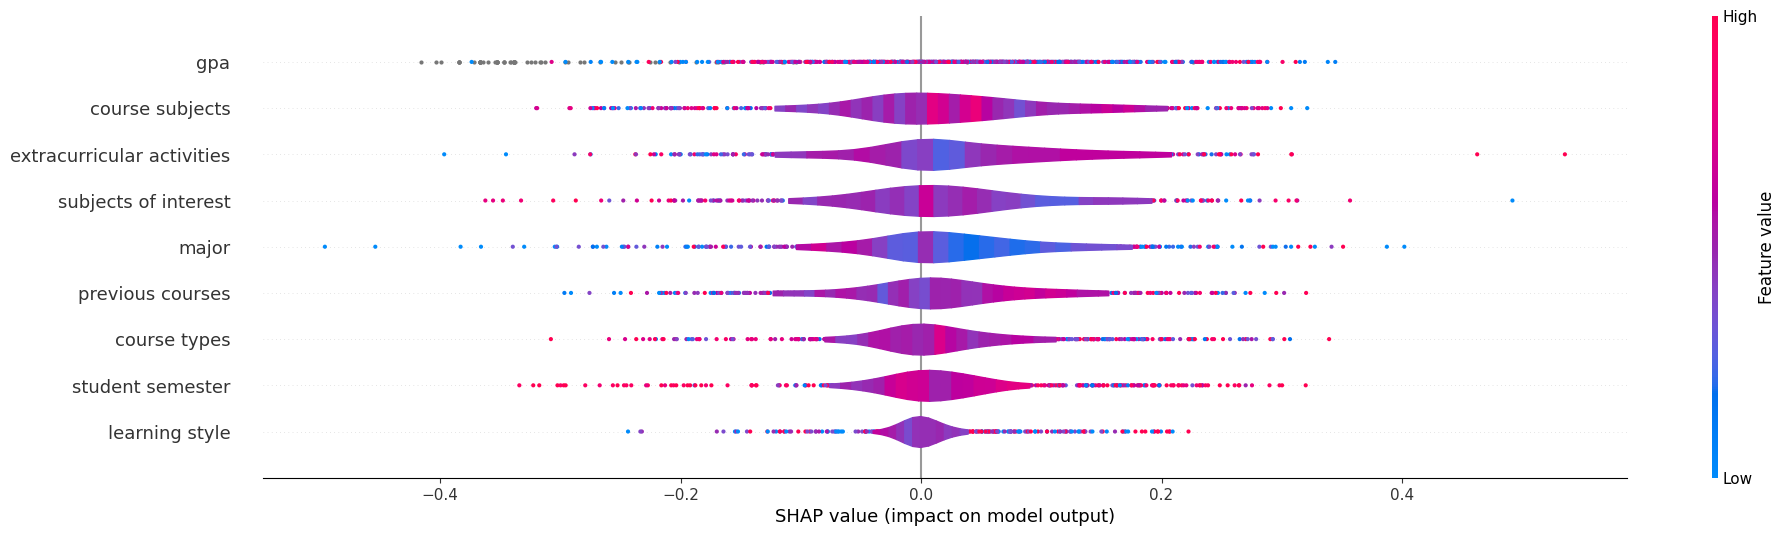 High
gpa
course subjects
extracurricular activities
subjects of interest
major
previous courses
course types
student semester
learning style
Feature value
Low
−0.4 −0.2 0.0 0.2 0.4
SHAP value (impact on model output)